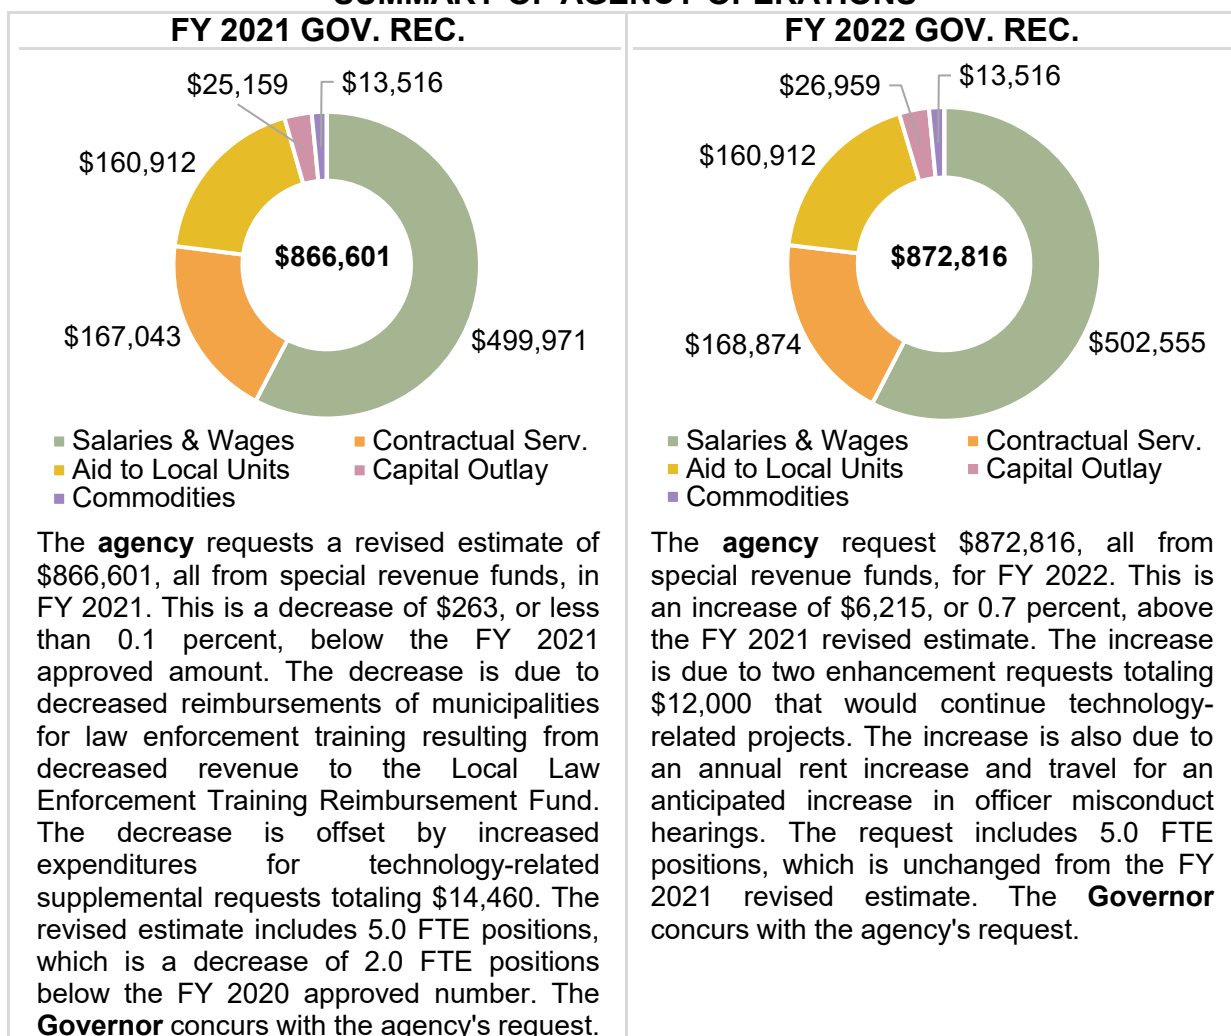 SUMMARY OF AGENCY OPERATIONS
FY 2021 GOV. REC.
$25,159
$13,516
$160,912
$866,601
$167,043
$499,971
Salaries & Wages
Contractual Serv.
Aid to Local Units
Capital Outlay
Commodities
The agency requests a revised estimate of
$866,601, all from special revenue funds, in
FY 2021. This is a decrease of $263, or less
than 0.1 percent, below the FY 2021
approved amount. The decrease is due to
decreased reimbursements of municipalities
for law enforcement training resulting from
decreased revenue to the Local Law
Enforcement Training Reimbursement Fund.
The decrease is offset by increased
expenditures for technology-related
supplemental requests totaling $14,460. The
revised estimate includes 5.0 FTE positions,
which is a decrease of 2.0 FTE positions
below the FY 2020 approved number. The
Governor concurs with the agency's request.
FY 2022 GOV. REC.
$26,959
$13,516
$160,912
$872,816
$168,874
$502,555
Salaries & Wages
Contractual Serv.
Aid to Local Units
Capital Outlay
Commodities
The agency request $872,816, all from
special revenue funds, for FY 2022. This is
an increase of $6,215, or 0.7 percent, above
the FY 2021 revised estimate. The increase
is due to two enhancement requests totaling
$12,000 that would continue technology-
related projects. The increase is also due to
an annual rent increase and travel for an
anticipated increase in officer misconduct
hearings. The request includes 5.0 FTE
positions, which is unchanged from the FY
2021 revised estimate. The Governor
concurs with the agency's request.